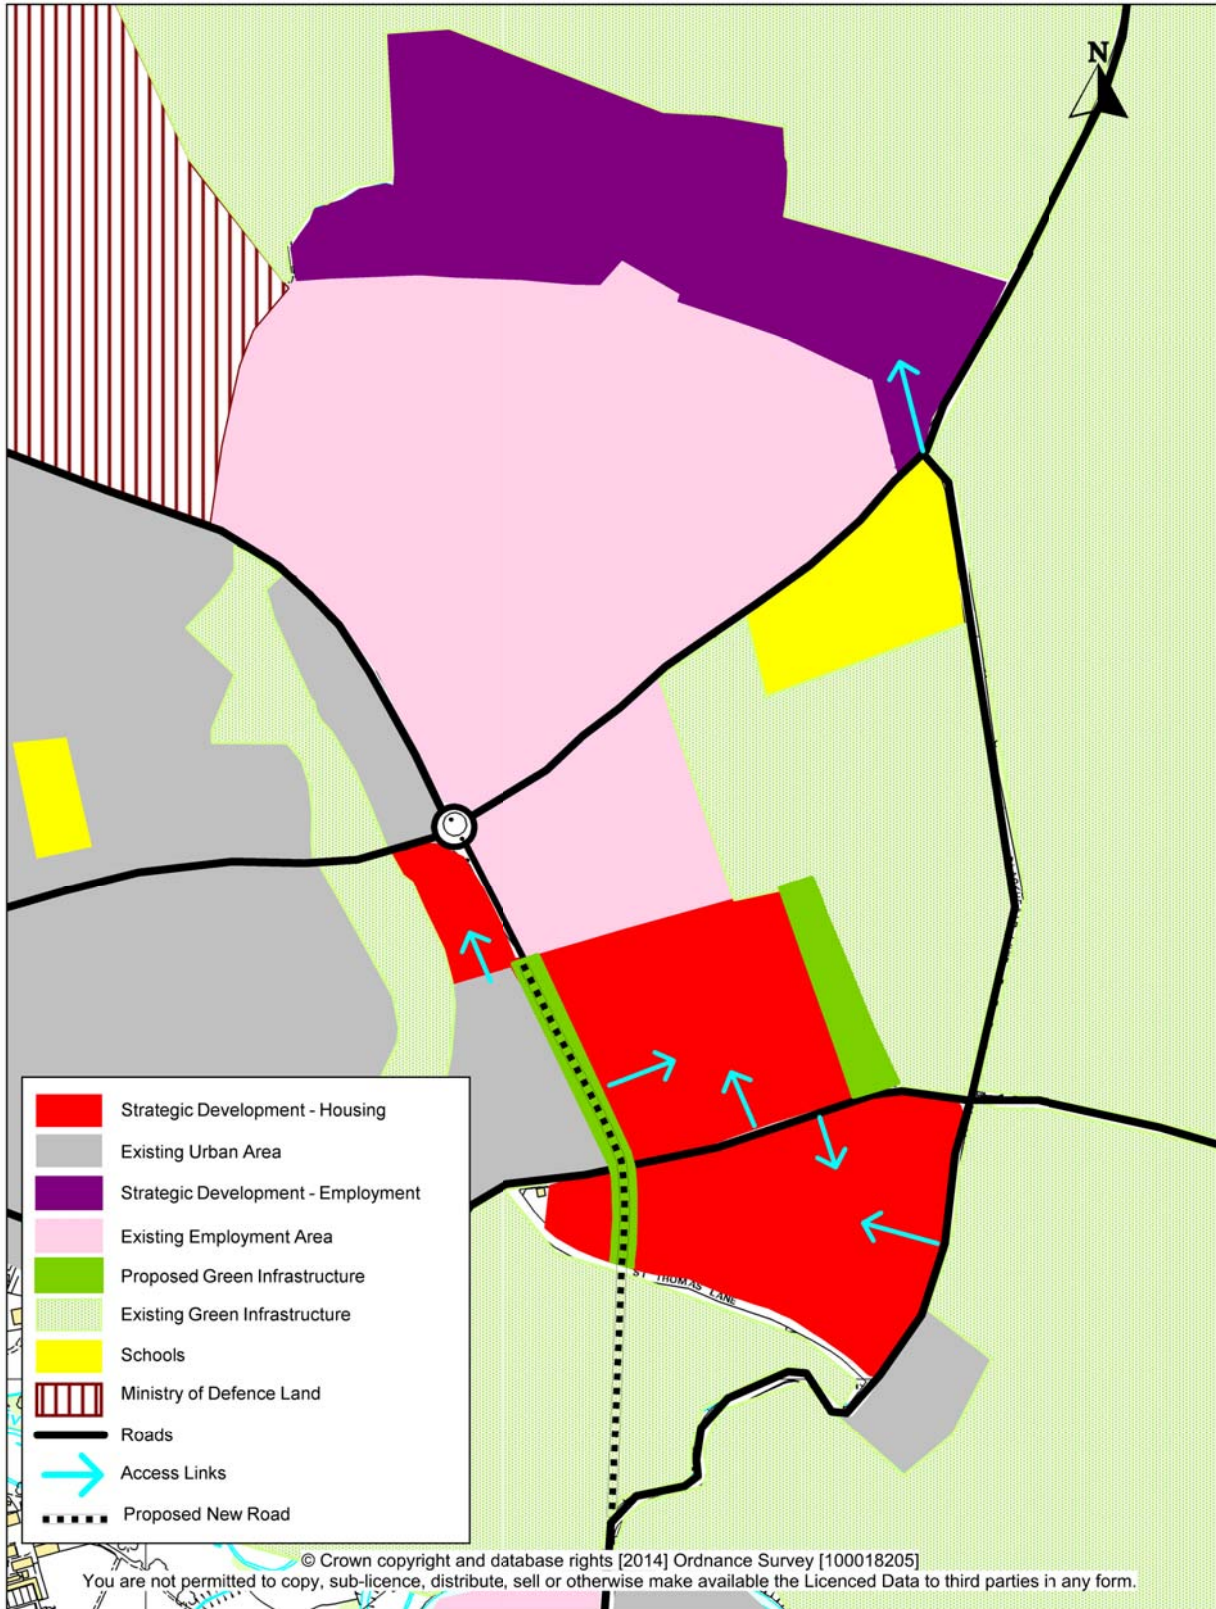 N
ST THOMAS LANE
Strategic Development - Housing
Existing Urban Area
Strategic Development - Employment
Existing Employment Area
Proposed Green Infrastructure
Existing Green Infrastructure
Schools
Ministry of Defence Land
Roads
Access Links
Proposed New Road
© Crown copyright and database rights [2014] Ordnance Survey [100018205]
You are not permitted to copy, sub-licence, distribute, sell or otherwise make available the Licenced Data to third parties in any form.